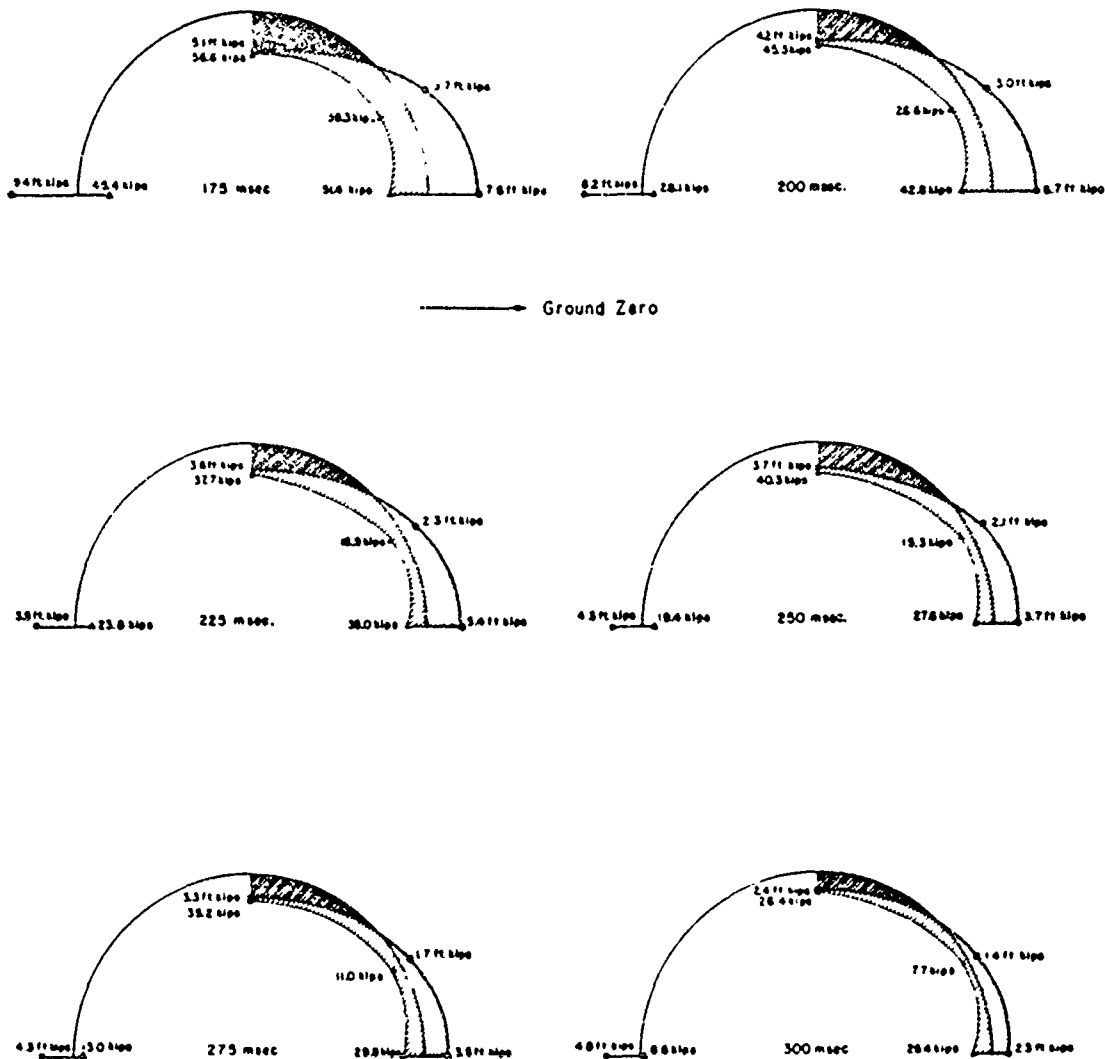 5.1 ft kips
56.6 kips
3.7 ft kips
38.3 kips
9.4 ft kips
45.4 kips
175 msec
51.6 kips
7.6 ft kips
4.2 ft kips
45.3 kips
3.0 ft kips
26.6 kips
8.2 ft kips
28.1 kips
200 msec.
42.8 kips
6.7 ft kips
Ground Zero
3.6 ft kips
37.7 kips
2.3 ft kips
18.9 kips
3.9 ft kips
23.8 kips
225 msec.
36.0 kips
5.4 ft kips
3.7 ft kips
40.3 kips
2.1 ft kips
15.3 kips
4.3 ft kips
19.4 kips
250 msec.
27.6 kips
3.7 ft kips
3.3 ft kips
35.2 kips
1.7 ft kips
11.0 kips
275 msec
29.8 kips
3.6 ft kips
2.4 ft kips
26.4 kips
1.4 ft kips
7.7 kips
300 msec
26.4 kips
2.3 ft kips